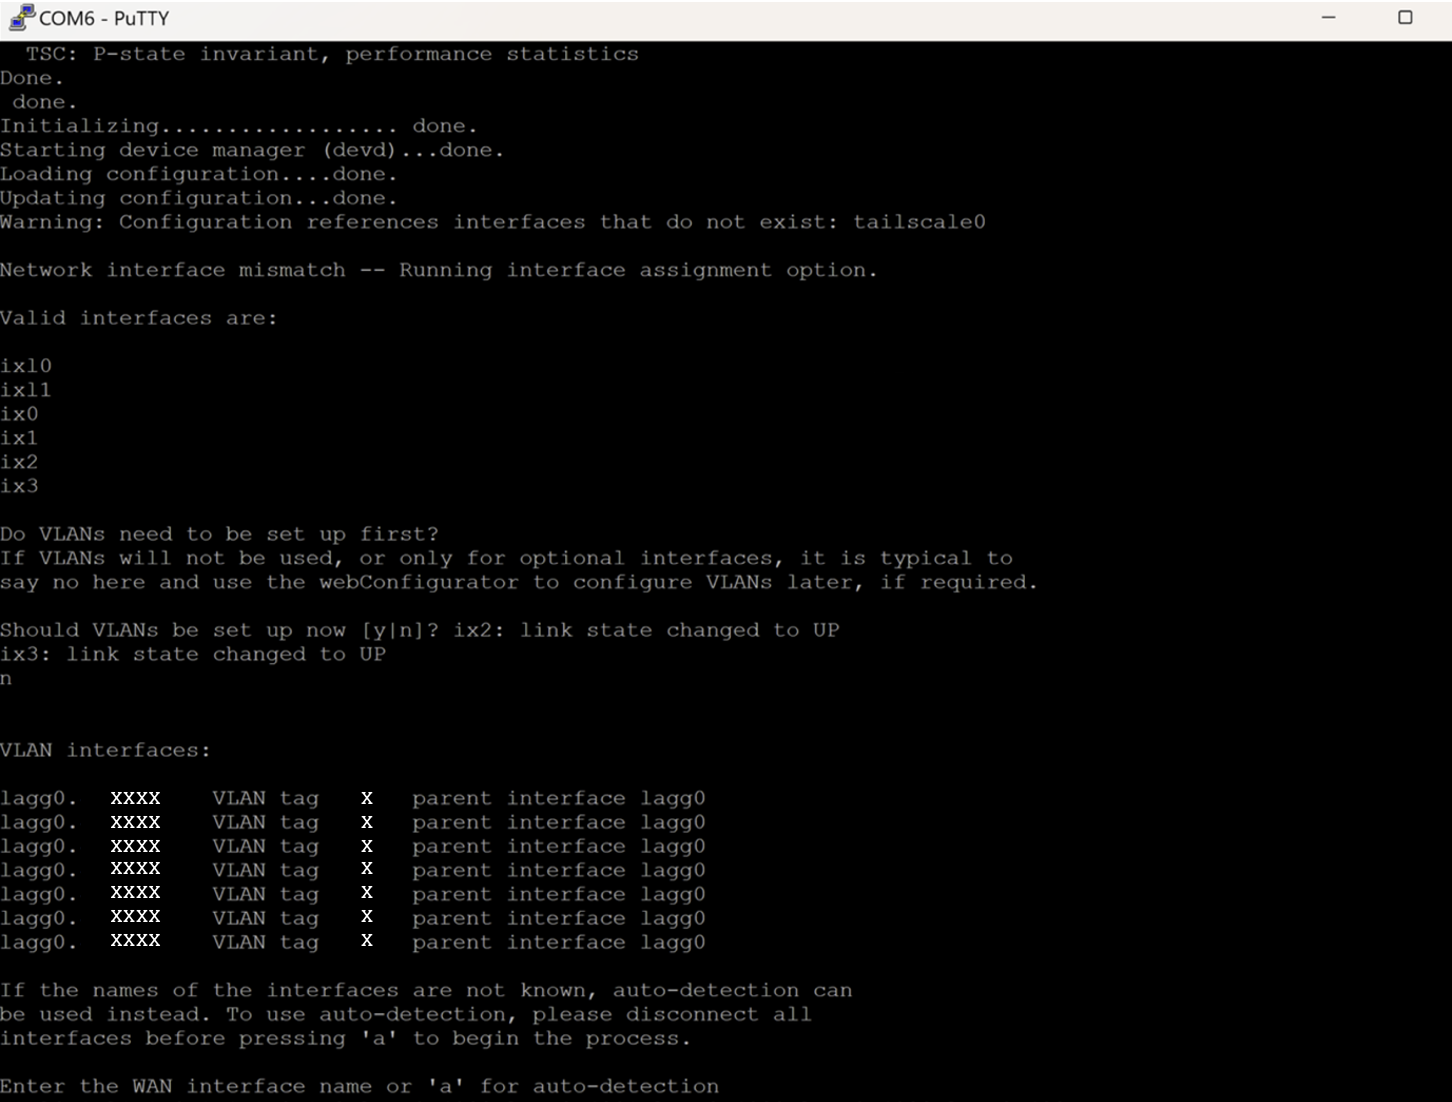 COM6 - PuTTY
TSC: P-state invariant, performance statistics
Done.
done.
Initializing.................. done.
Starting device manager (devd)...done.
Loading configuration....done.
Updating configuration...done.
Warning: Configuration references interfaces that do not exist: tailscale0
Network interface mismatch -- Running interface assignment option.
Valid interfaces are:
ixl0
ixl1
ix0
ix1
ix2
ix3
Do VLANs need to be set up first?
If VLANs will not be used, or only for optional interfaces, it is typical to
say no here and use the webConfigurator to configure VLANs later, if required.
Should VLANs be set up now [y|n]? ix2: link state changed to UP
ix3: link state changed to UP
n
VLAN interfaces:
lagg0. XXXX VLAN tag X parent interface lagg0
lagg0. XXXX VLAN tag X parent interface lagg0
lagg0. XXXX VLAN tag X parent interface lagg0
lagg0. XXXX VLAN tag X parent interface lagg0
lagg0. XXXX VLAN tag X parent interface lagg0
lagg0. XXXX VLAN tag X parent interface lagg0
lagg0. XXXX VLAN tag X parent interface lagg0
If the names of the interfaces are not known, auto-detection can
be used instead. To use auto-detection, please disconnect all
interfaces before pressing 'a' to begin the process.
Enter the WAN interface name or 'a' for auto-detection